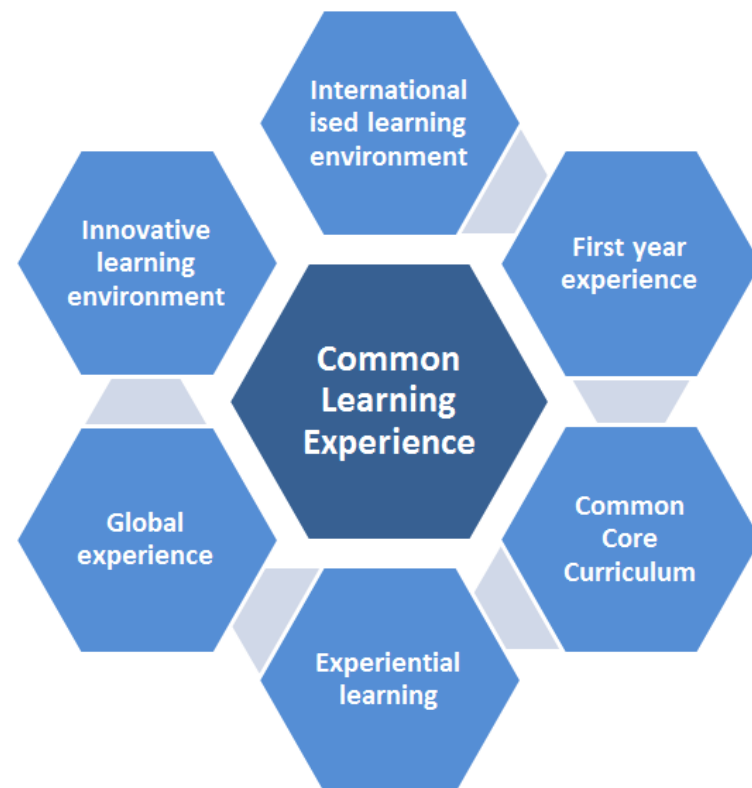 International
ised learning
environment
Innovative
learning
environment
First year
experience
Common
Learning
Experience
Global
experience
Common
Core
Curriculum
Experiential
learning